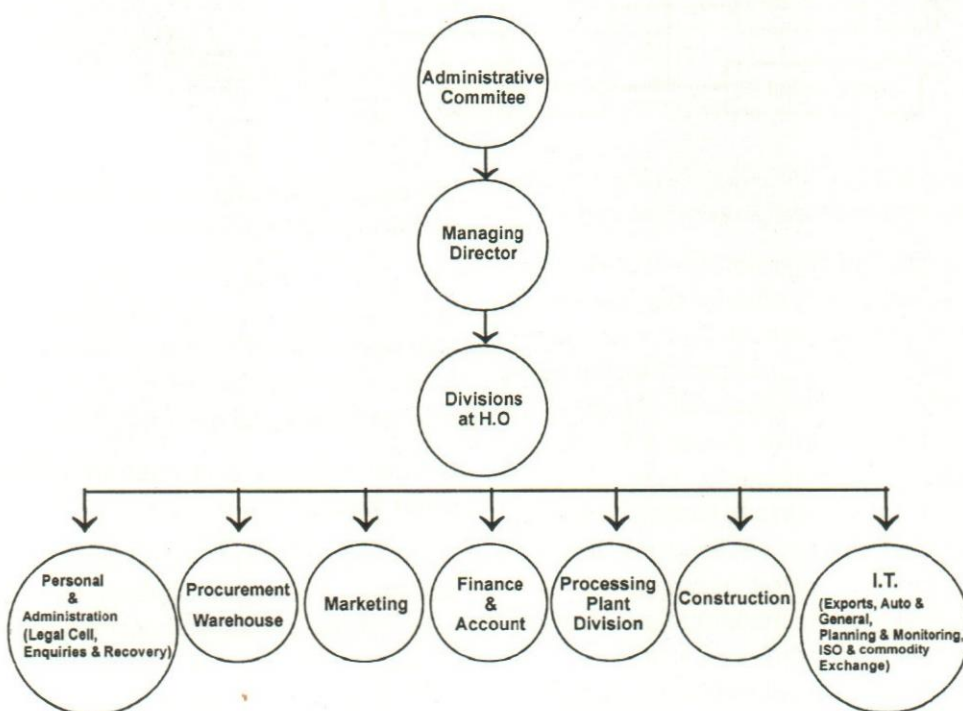 Administrative
Commitee
Managing
Director
Divisions
at H.O
Personal
&
Administration
(Legal Cell,
Enquiries & Recovery)
Procurement
Warehouse
Marketing
Finance
&
Account
Processing
Plant
Division
Construction
I.T.
(Exports, Auto &
General,
Planning & Monitoring,
ISO & commodity
Exchange)